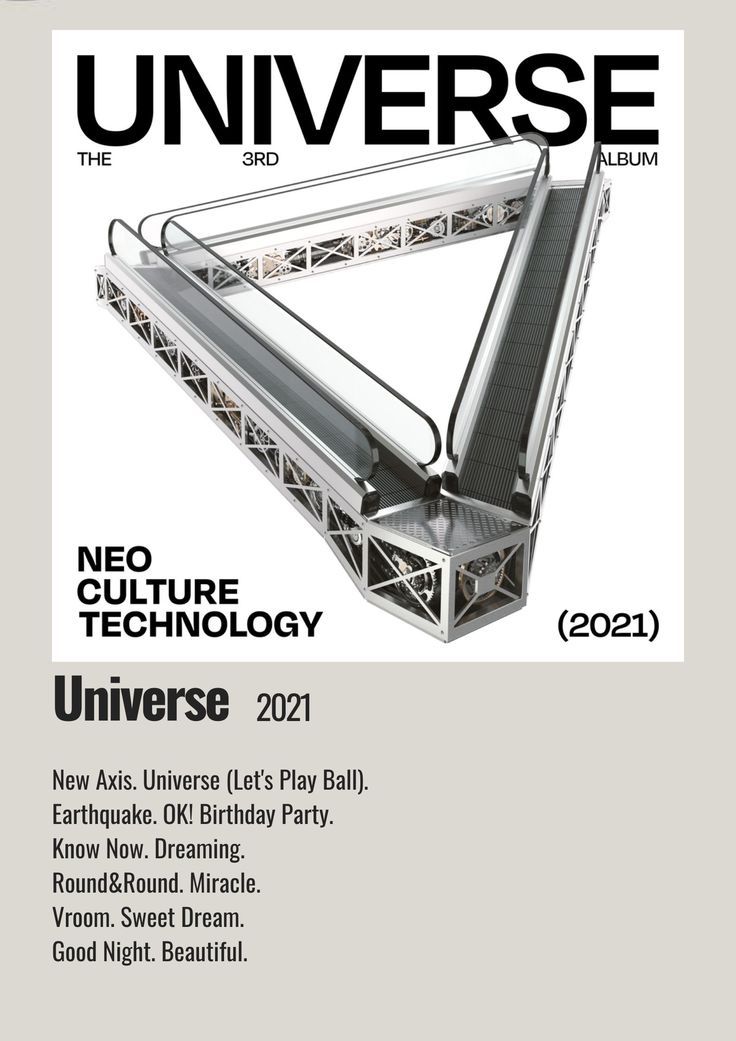 UNIVERSE
THE 3RD ALBUM
NEO
CULTURE
TECHNOLOGY
(2021)
Universe 2021
New Axis. Universe (Let's Play Ball).
Earthquake. OK! Birthday Party.
Know Now. Dreaming.
Round&Round. Miracle.
Vroom. Sweet Dream.
Good Night. Beautiful.